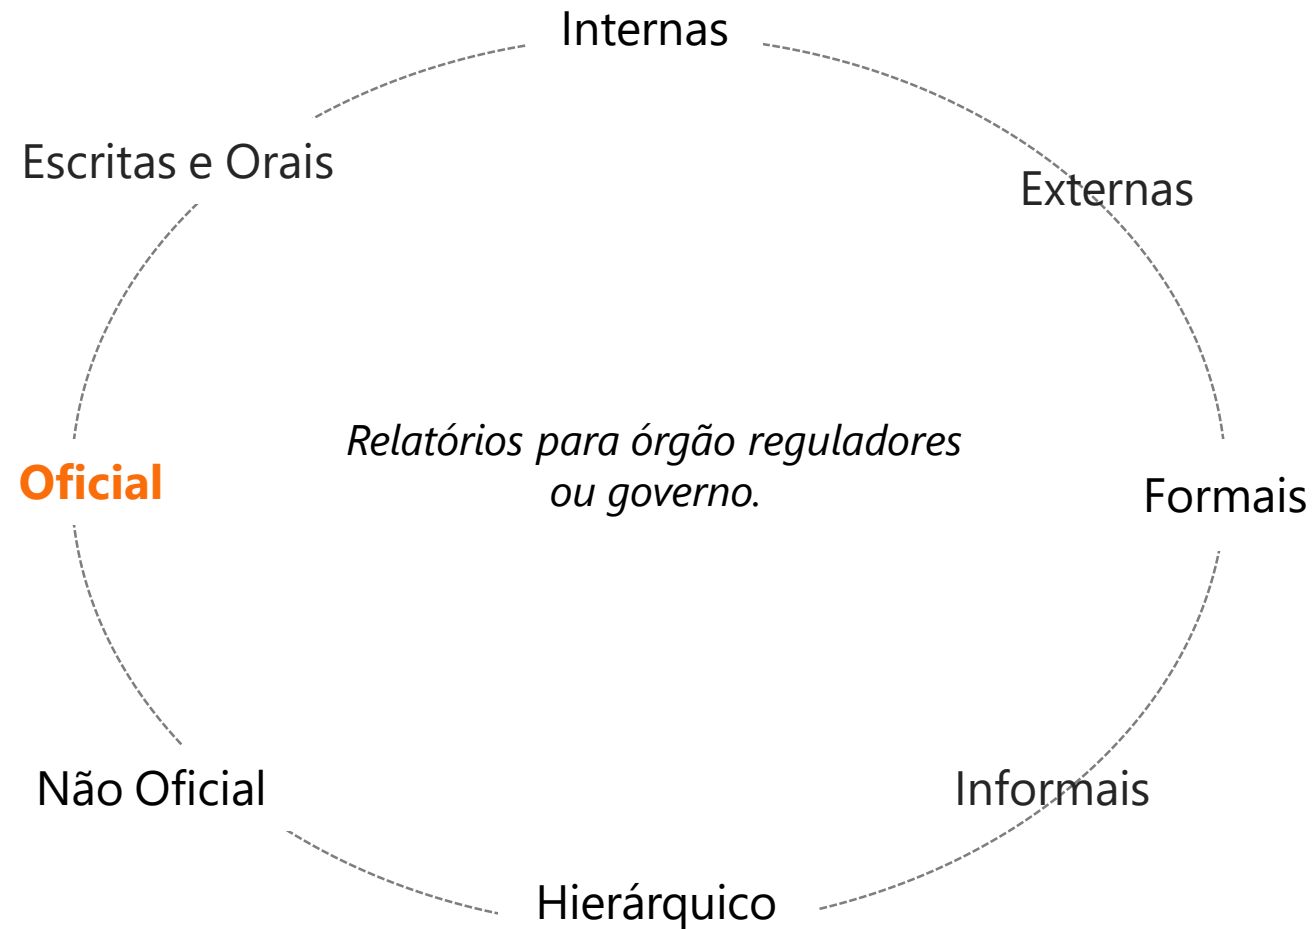 Internas
Escritas e Orais
Externas
Relatórios para órgão reguladores
ou governo.
Oficial
Formais
Não Oficial
Informais
Hierárquico